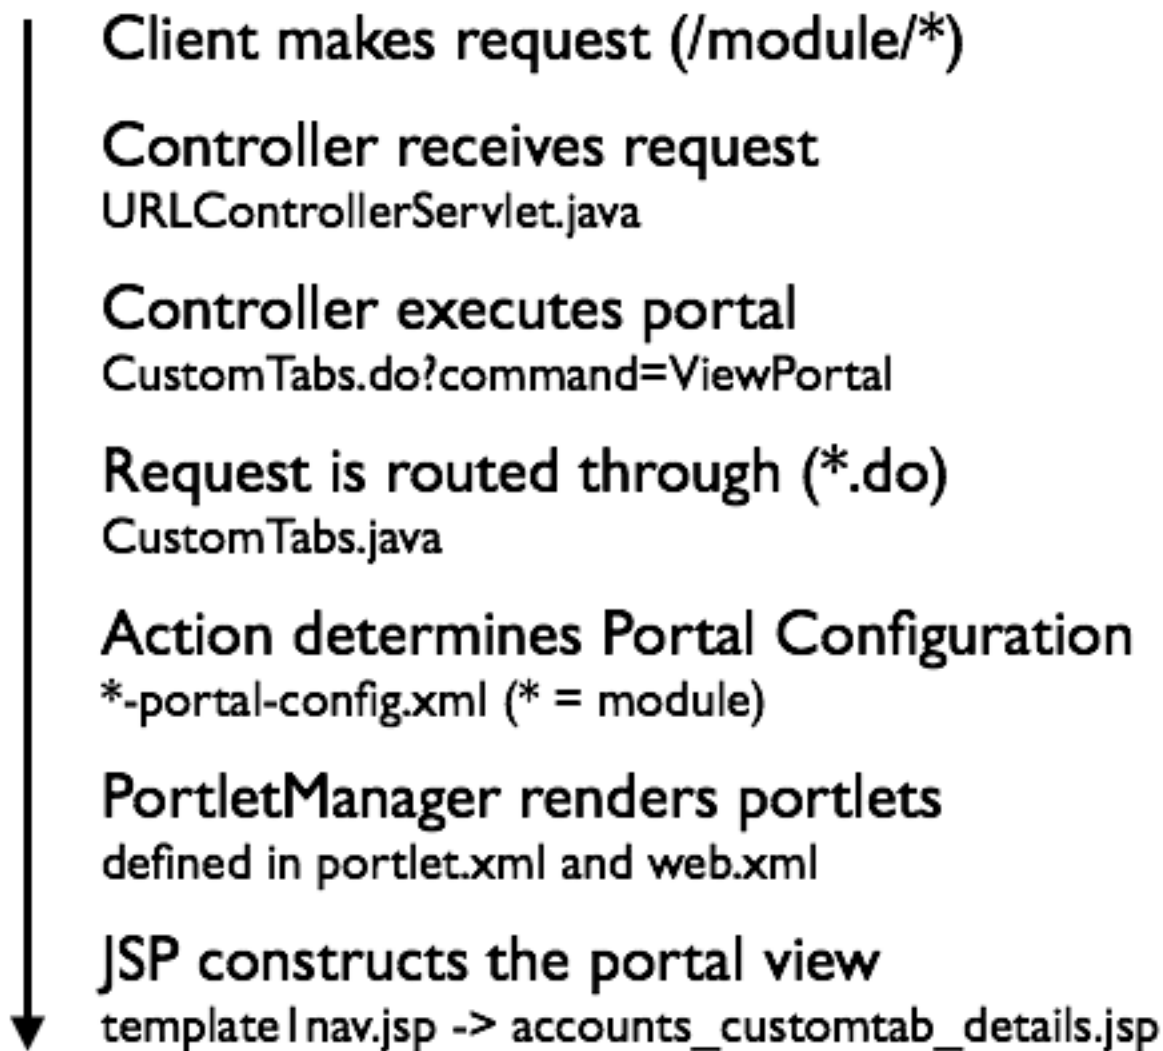 Client makes request (/module/*)
Controller receives request
URLControllerServlet.java
Controller executes portal
CustomTabs.do?command=ViewPortal
Request is routed through (*.do)
CustomTabs.java
Action determines Portal Configuration
*-portal-config.xml (* = module)
PortletManager renders portlets
defined in portlet.xml and web.xml
JSP constructs the portal view
template1nav.jsp -> accounts_customtab_details.jsp